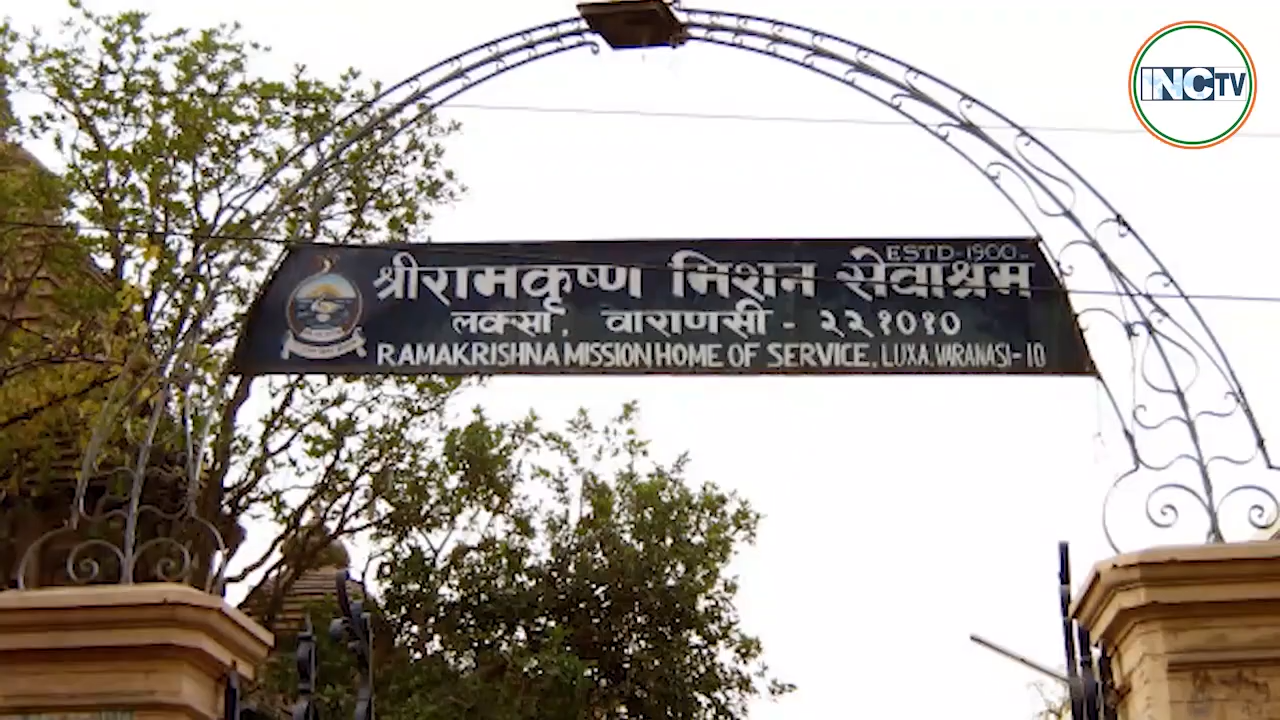 INCTV
ESTD-1900-
श्रीरामकृष्ण मिशन सेवाश्रम
लक्सा, वाराणसी - २२१०१०
RAMAKRISHNA MISSION HOME OF SERVICE, LUXA, VARANASI-10